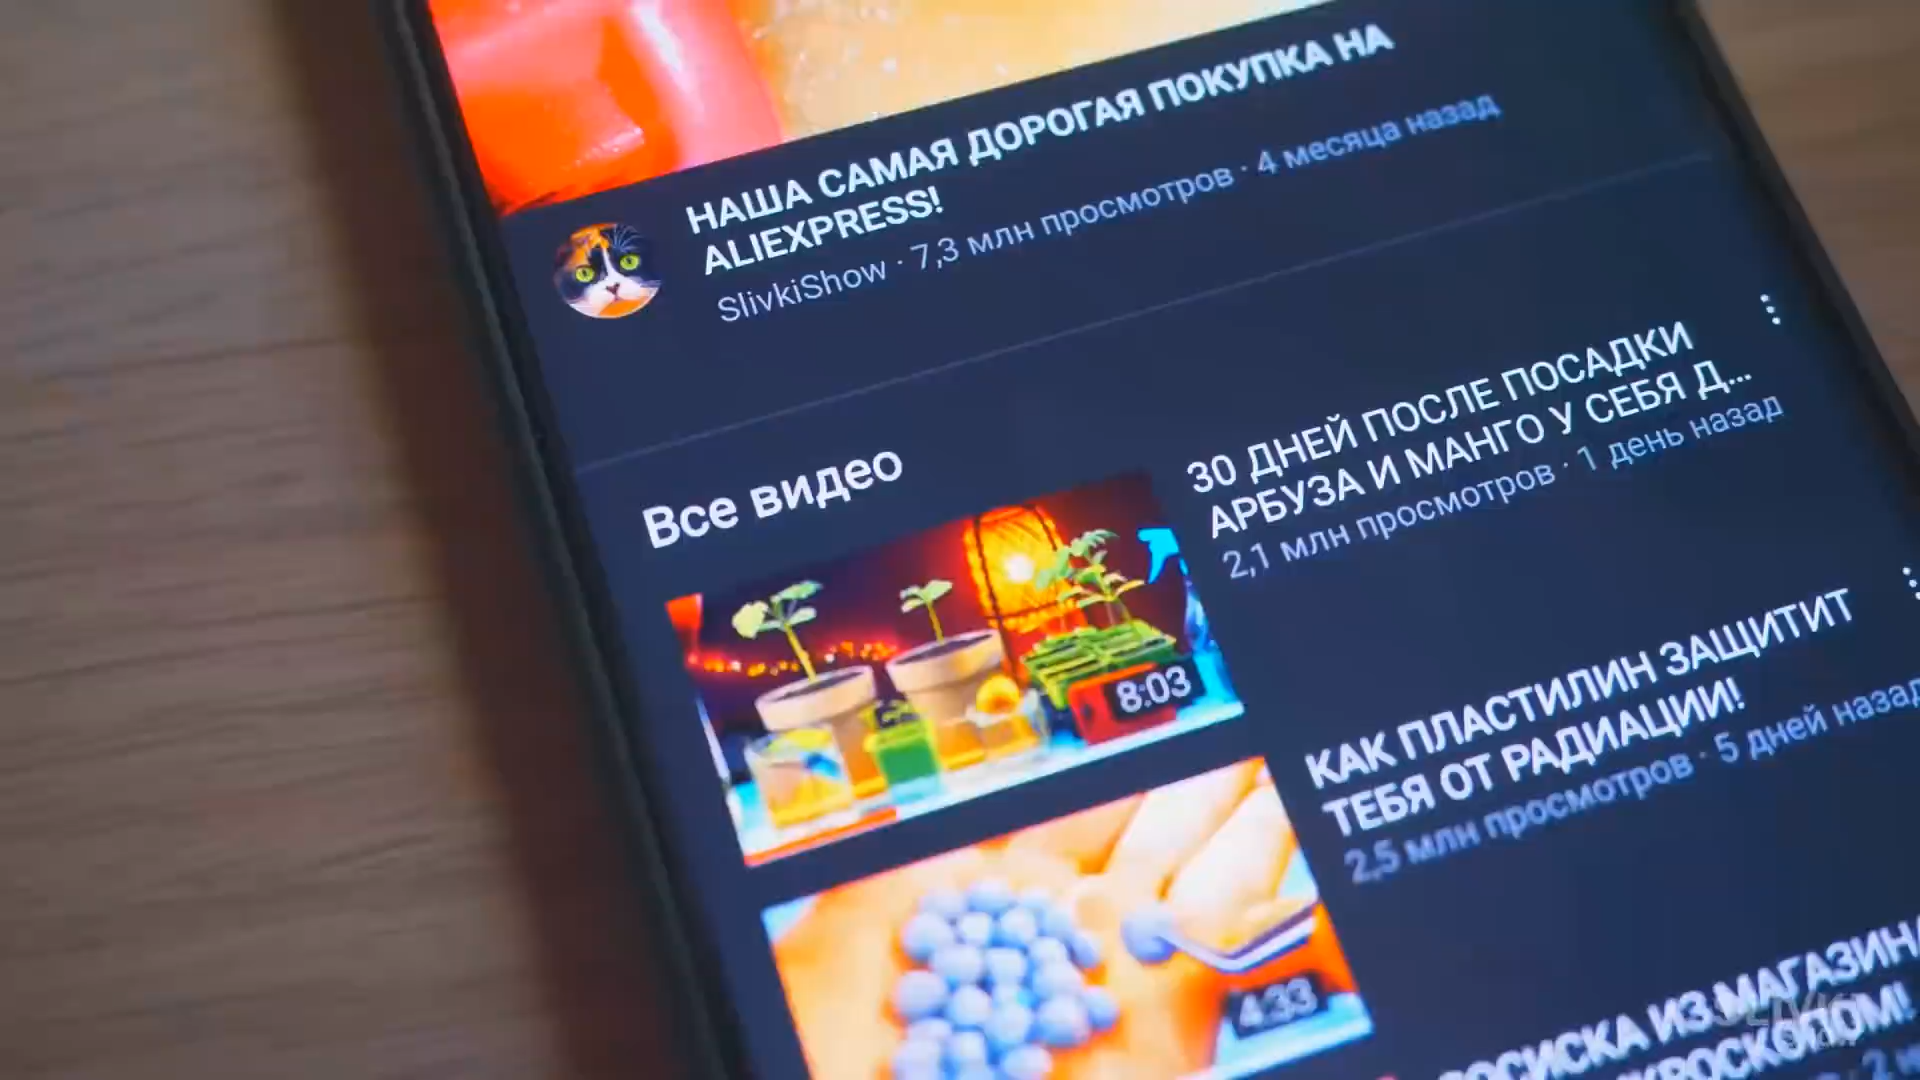 НАША САМАЯ ДОРОГАЯ ПОКУПКА НА
ALIEXPRESS!
SlivkiShow · 7,3 млн просмотров · 4 месяца назад
Все видео
30 ДНЕЙ ПОСЛЕ ПОСАДКИ
АРБУЗА И МАНГО У СЕБЯ Д...
2,1 млн просмотров · 1 день назад
8:03
КАК ПЛАСТИЛИН ЗАЩИТИТ
ТЕБЯ ОТ РАДИАЦИИ!
2,5 млн просмотров · 5 дней назад
4:33
ИЗ МАГАЗИНА